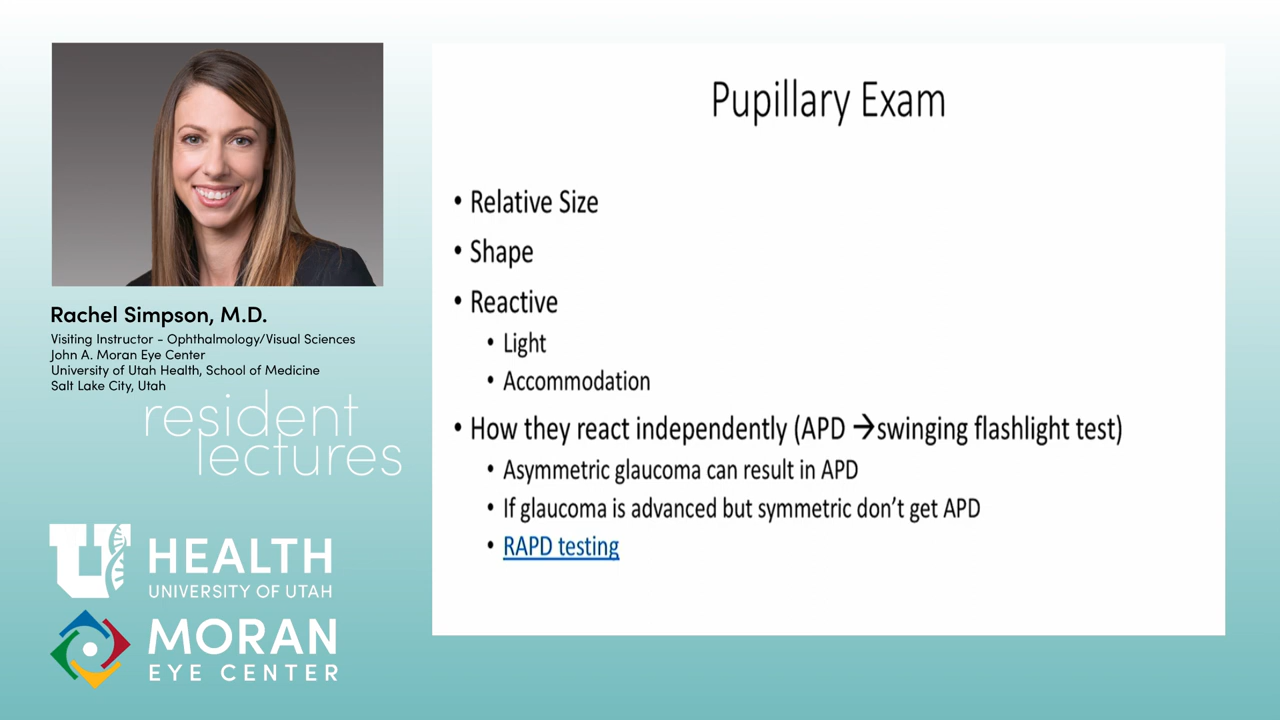 Rachel Simpson, M.D.
Visiting Instructor - Ophthalmology/Visual Sciences
John A. Moran Eye Center
University of Utah Health, School of Medicine
Salt Lake City, Utah
resident
lectures
U HEALTH
UNIVERSITY OF UTAH
MORAN
EYE CENTER
Pupillary Exam
• Relative Size
• Shape
• Reactive
• Light
• Accommodation
• How they react independently (APD →swinging flashlight test)
• Asymmetric glaucoma can result in APD
• If glaucoma is advanced but symmetric don’t get APD
• RAPD testing